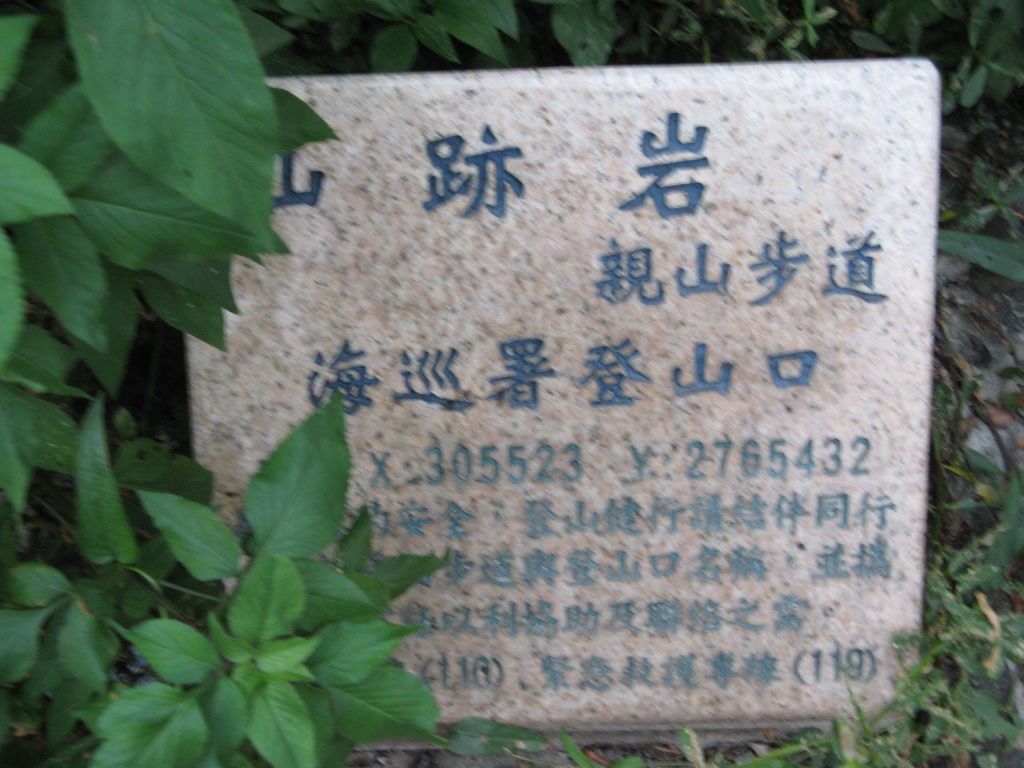 山跡岩
親山步道
海巡署登山口
X:305523 y:2765432
的安全，登山健行請結伴同行
步道與登山口名稱，並攜
以利協助及聯絡之需。
(110) 緊急救護專線(119)